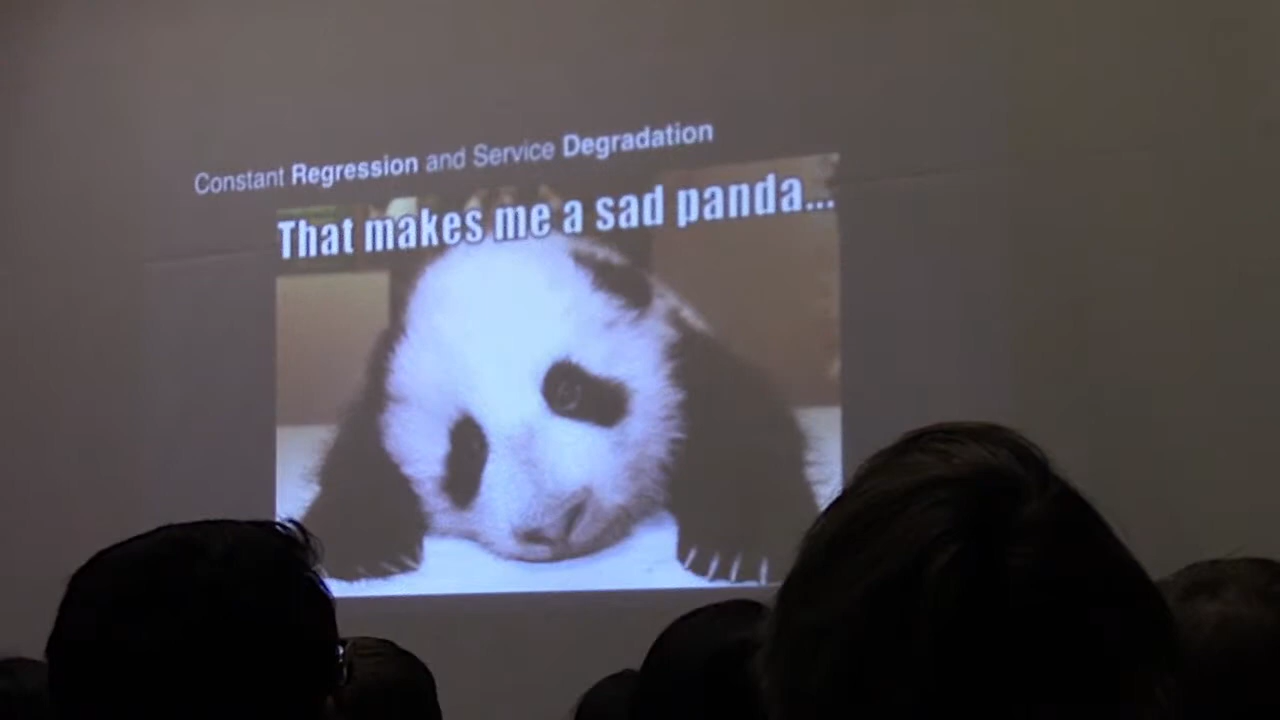 Constant Regression and Service Degradation
That makes me a sad panda...